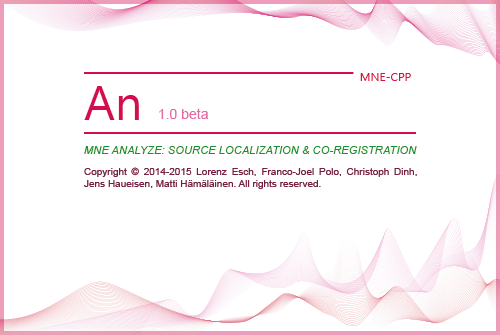 MNE-CPP
An 1.0 beta
MNE ANALYZE: SOURCE LOCALIZATION & CO-REGISTRATION
Copyright © 2014-2015 Lorenz Esch, Franco-Joel Polo, Christoph Dinh,
Jens Haueisen, Matti Hämäläinen. All rights reserved.